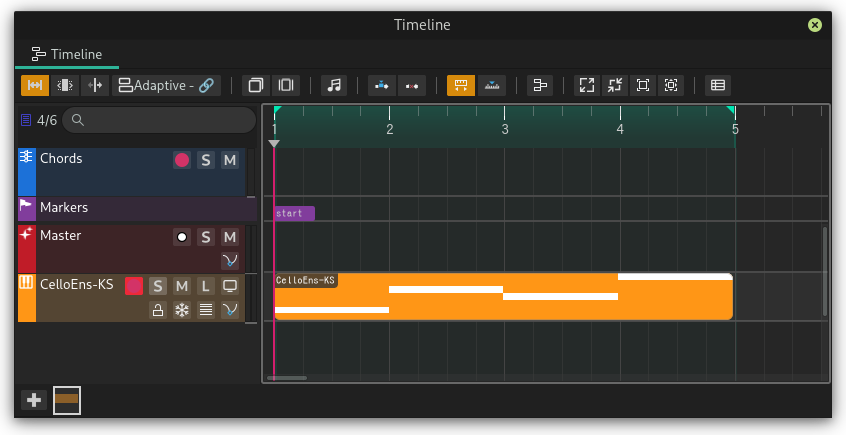 Timeline
Timeline
Adaptive -
4/6
1 2 3 4 5
Chords S M
Markers
start
Master S M
CelloEns-KS S M L
CelloEns-KS